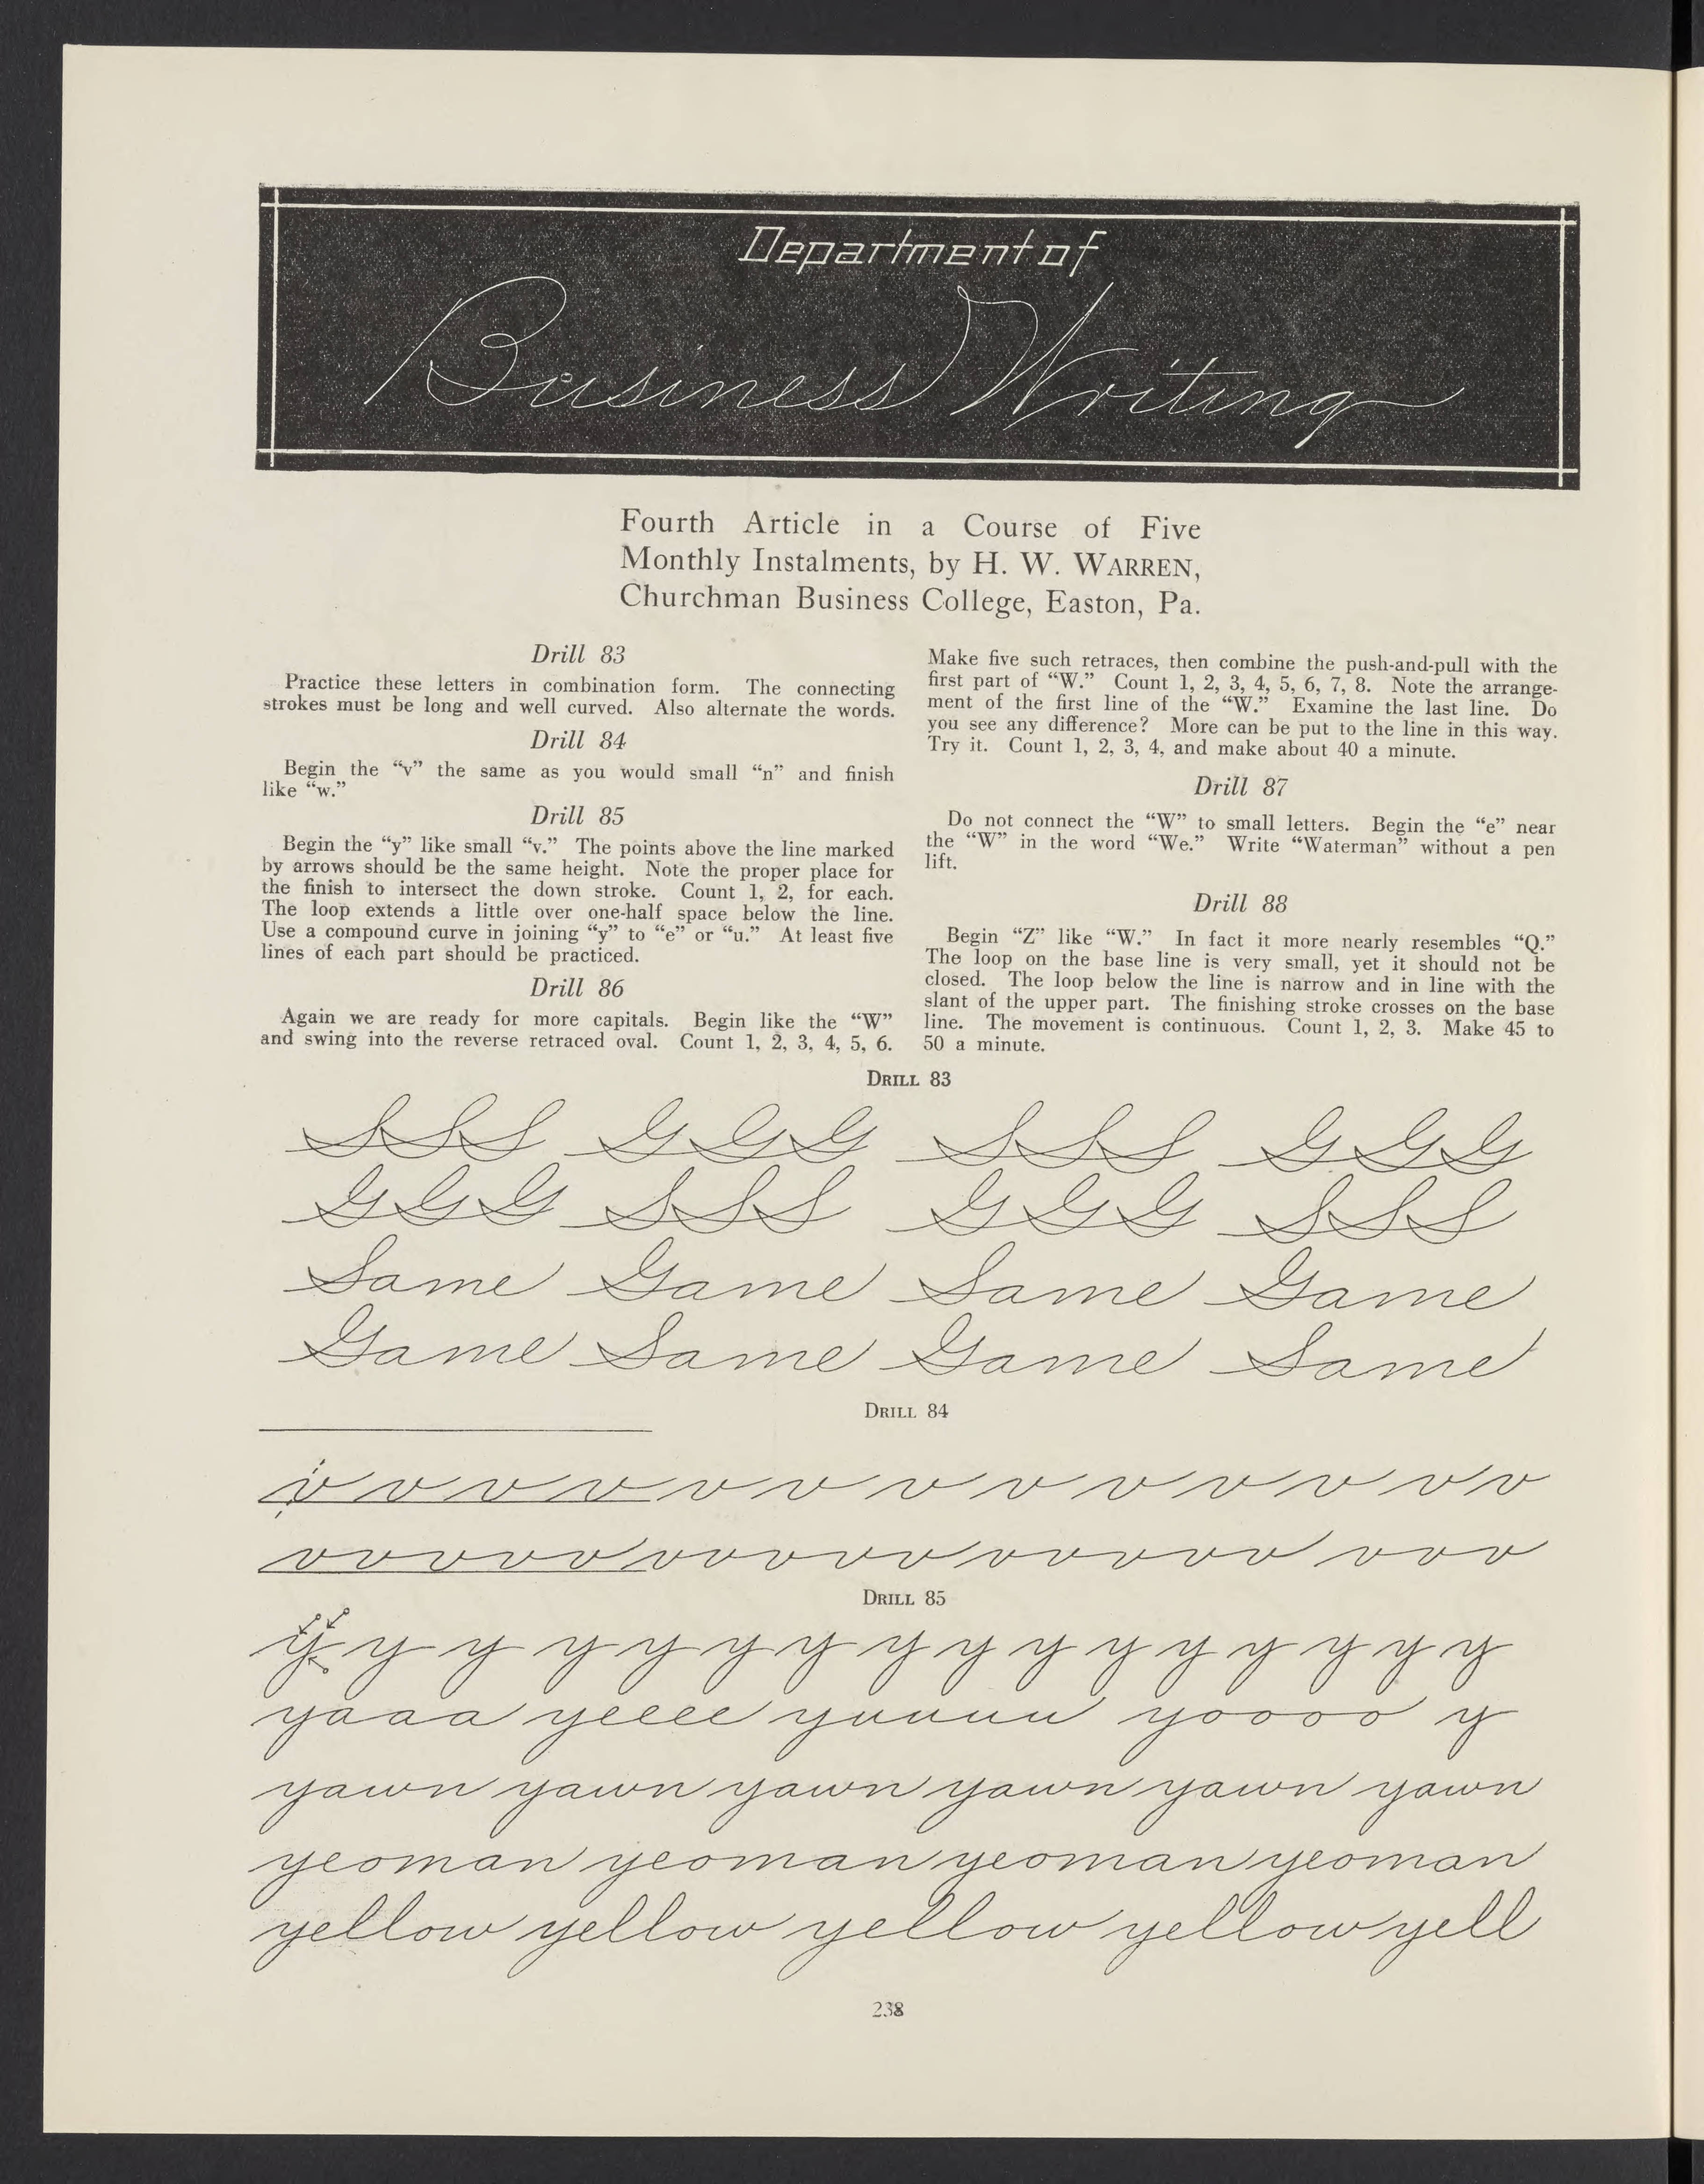 Department of
Business Writing
Fourth Article in a Course of Five
Monthly Instalments, by H. W. WARREN,
Churchman Business College, Easton, Pa.
Drill 83
Practice these letters in combination form. The connecting
strokes must be long and well curved. Also alternate the words.
Drill 84
Begin the “v” the same as you would small “n” and finish
like “w.”
Drill 85
Begin the “y” like small “v.” The points above the line marked
by arrows should be the same height. Note the proper place for
the finish to intersect the down stroke. Count 1, 2, for each.
The loop extends a little over one-half space below the line.
Use a compound curve in joining “y” to “e” or “u.” At least five
lines of each part should be practiced.
Drill 86
Again we are ready for more capitals. Begin like the “W”
and swing into the reverse retraced oval. Count 1, 2, 3, 4, 5, 6.
Make five such retraces, then combine the push-and-pull with the
first part of “W.” Count 1, 2, 3, 4, 5, 6, 7, 8. Note the arrange-
ment of the first line of the “W.” Examine the last line. Do
you see any difference? More can be put to the line in this way.
Try it. Count 1, 2, 3, 4, and make about 40 a minute.
Drill 87
Do not connect the “W” to small letters. Begin the “e” near
the “W” in the word “We.” Write “Waterman” without a pen
lift.
Drill 88
Begin “Z” like “W.” In fact it more nearly resembles “Q.”
The loop on the base line is very small, yet it should not be
closed. The loop below the line is narrow and in line with the
slant of the upper part. The finishing stroke crosses on the base
line. The movement is continuous. Count 1, 2, 3. Make 45 to
50 a minute.
DRILL 83
SSS GGG SSS GGG
GGG SSS GGG SSS
Same Game Same Game
Game Same Game Same
DRILL 84
v v v v v v v v v v v v v
vvvvv vvvvv vvvvv vvv
DRILL 85
y y y y y y y y y y y y y y y y
yaaa yeeee yuuuu yoooo y
yawn yawn yawn yawn yawn yawn
yeoman yeoman yeoman yeoman
yellow yellow yellow yellow yell
238